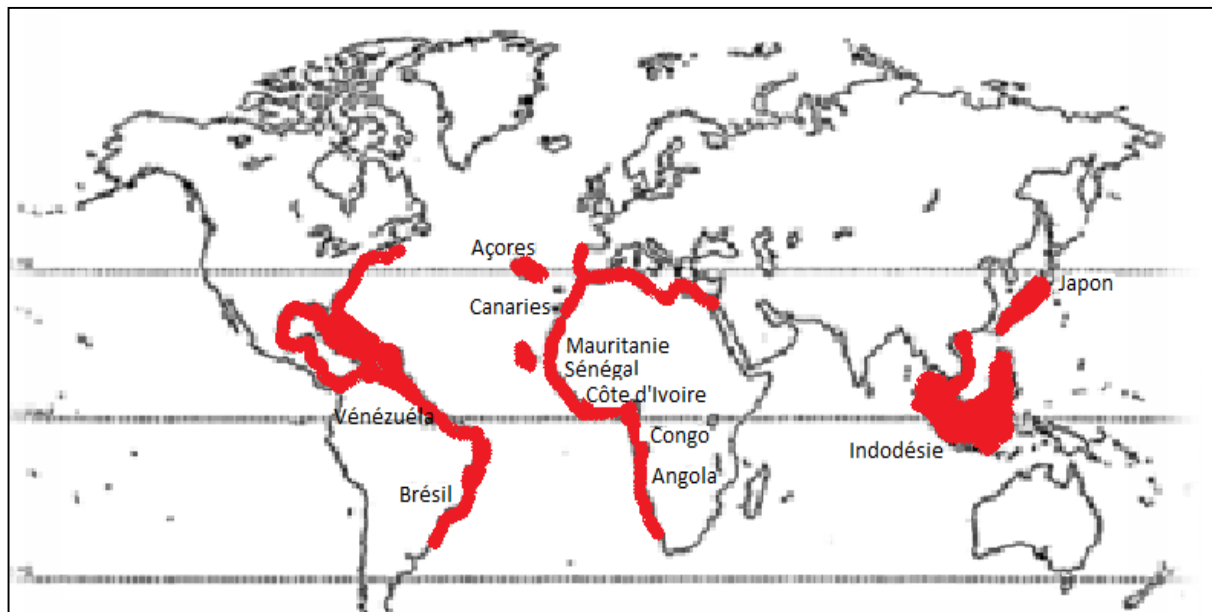 Açores
Japon
Canaries
Mauritanie
Sénégal
Côte d'Ivoire
Vénézuéla
Congo
Indodésie
Angola
Brésil